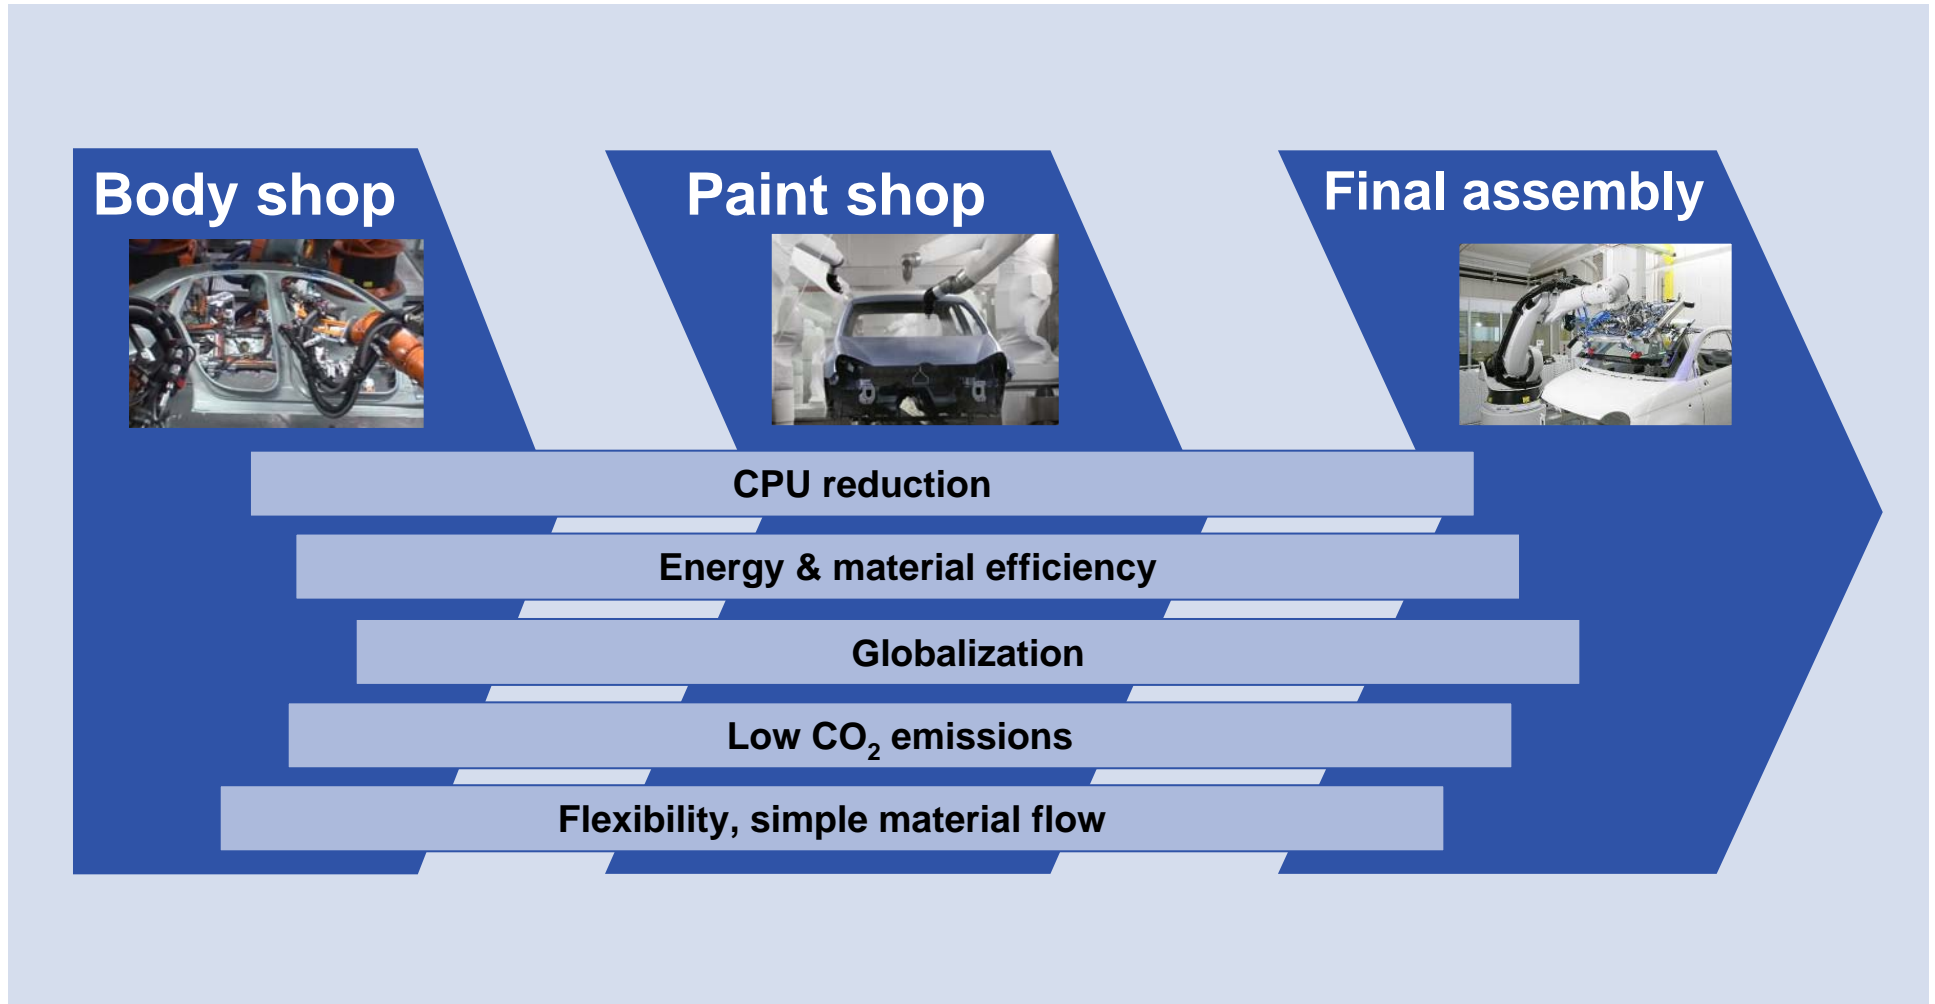 Body shop
Paint shop
Final assembly
CPU reduction
Energy & material efficiency
Globalization
Low CO₂ emissions
Flexibility, simple material flow